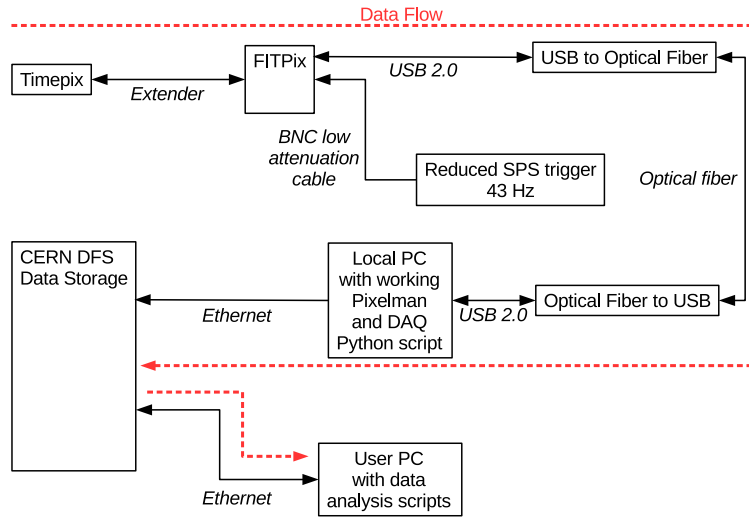 Data Flow
Timepix
Extender
FITPix
USB 2.0
USB to Optical Fiber
BNC low
attenuation
cable
Reduced SPS trigger
43 Hz
Optical fiber
CERN DFS
Data Storage
Ethernet
Local PC
with working
Pixelman
and DAQ
Python script
USB 2.0
Optical Fiber to USB
Ethernet
User PC
with data
analysis scripts